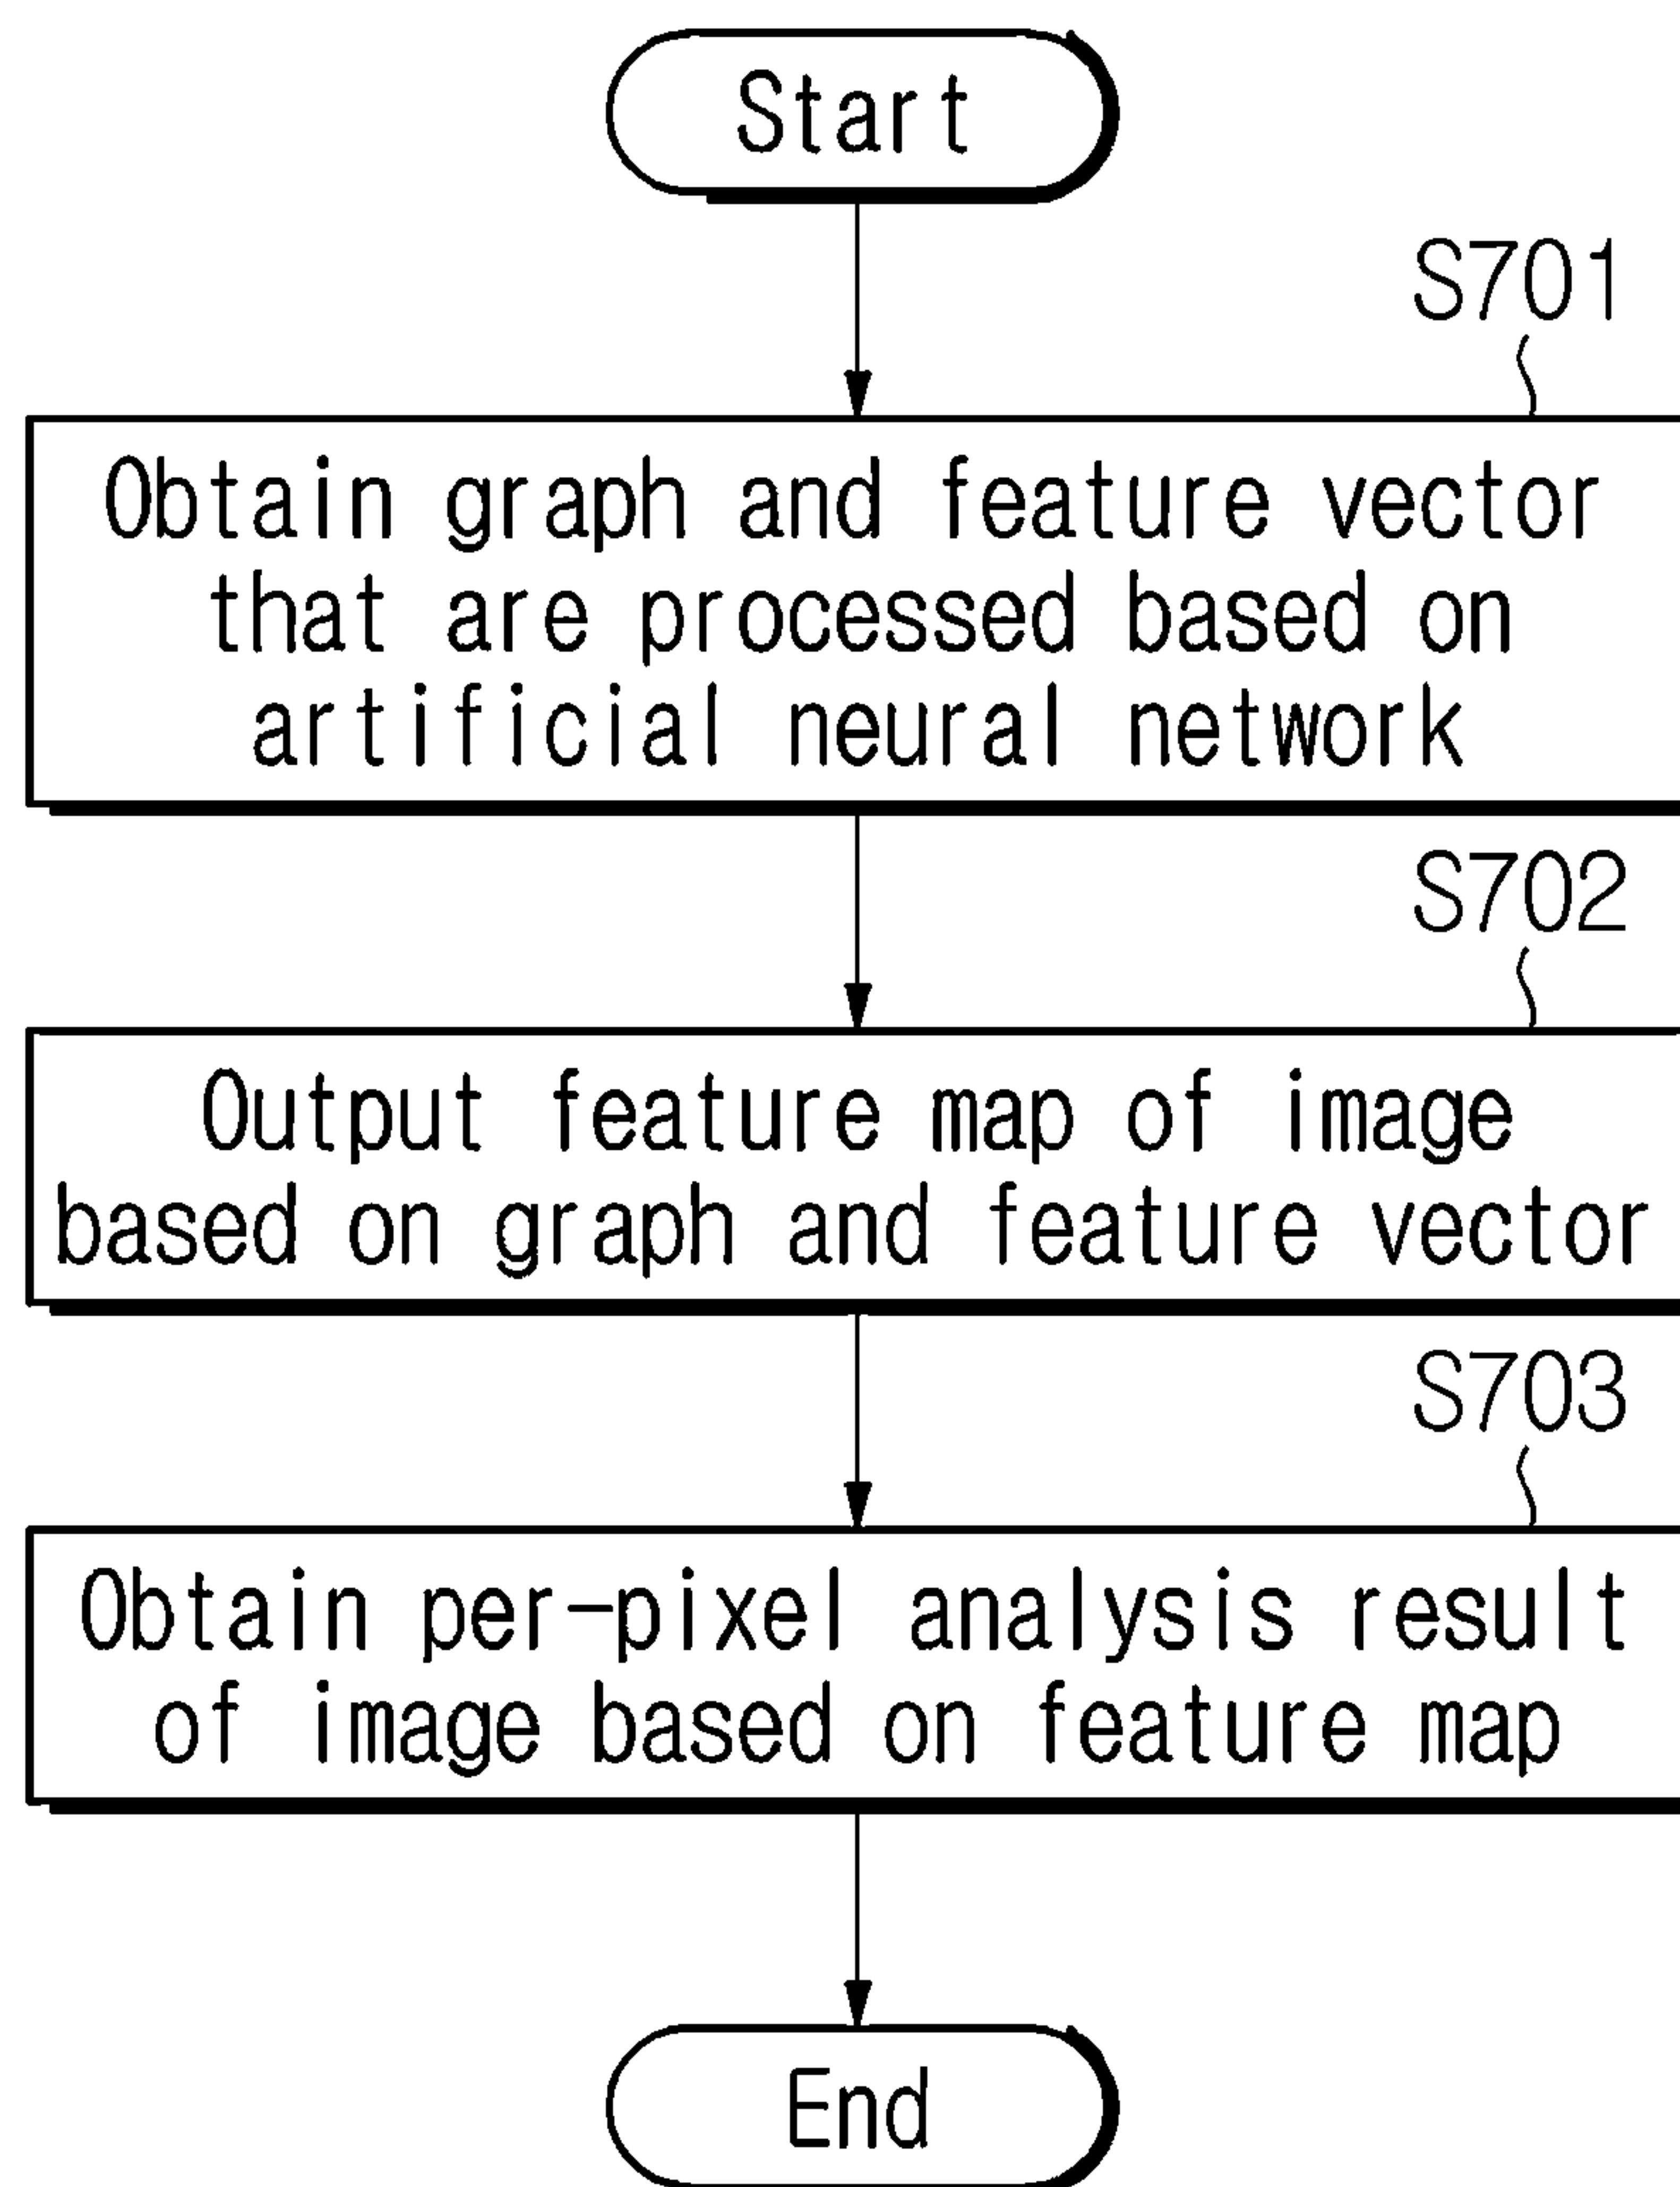 Start
S701
Obtain graph and feature vector
that are processed based on
artificial neural network
S702
Output feature map of image
based on graph and feature vector
S703
Obtain per-pixel analysis result
of image based on feature map
End